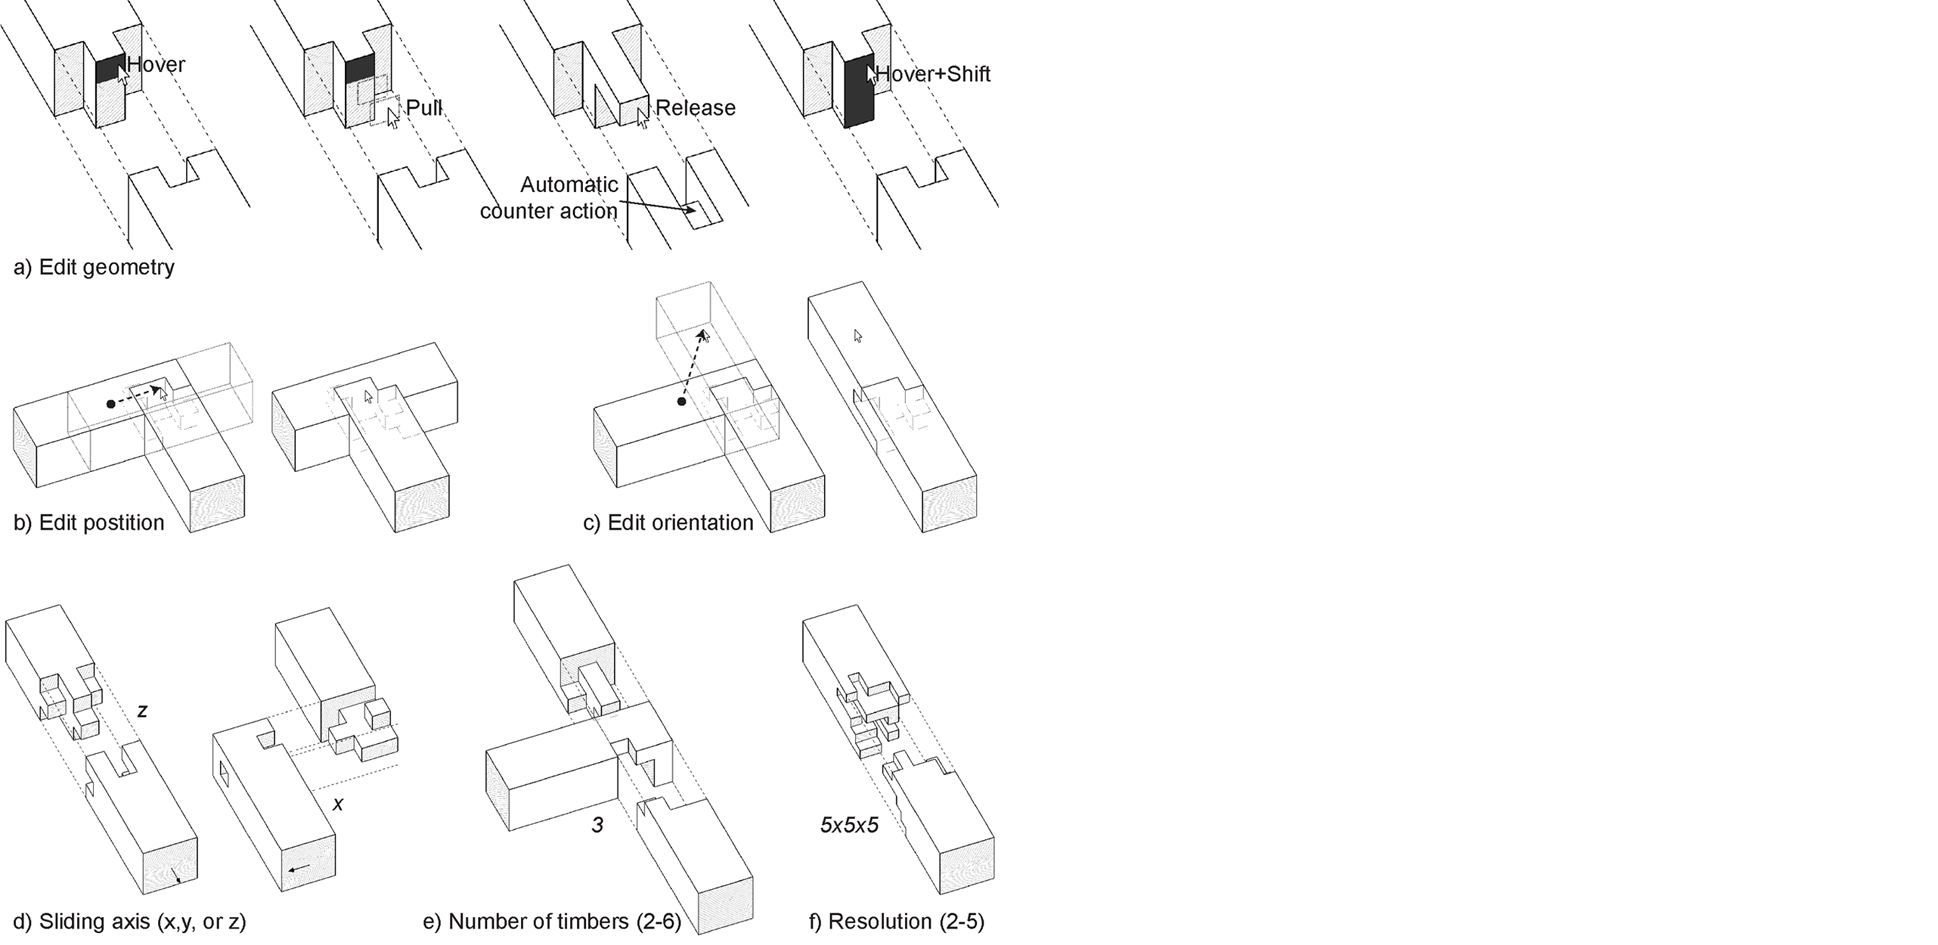 Hover
Pull
Release
Hover+Shift
Automatic
counter action
a) Edit geometry
b) Edit postition
c) Edit orientation
z
x
3
5x5x5
d) Sliding axis (x,y, or z)
e) Number of timbers (2-6)
f) Resolution (2-5)